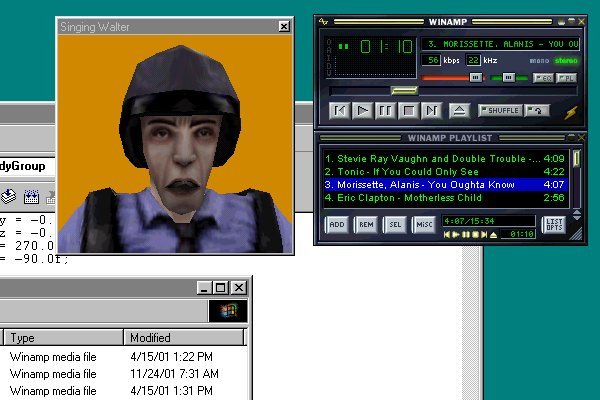 Singing Walter
WINAMP
OAIDV
01:10
3. MORISSETTE, ALANIS - YOU OU
56 kbps 22 kHz mono stereo
EQ PL
SHUFFLE
WINAMP PLAYLIST
1. Stevie Ray Vaughn and Double Trouble -... 4:09
2. Tonic - If You Could Only See 4:22
3. Morissette, Alanis - You Oughta Know 4:07
4. Eric Clapton - Motherless Child 2:56
ADD REM SEL MISC 4:07/15:34 LIST OPTS
01:10
dyGroup
y = -0.
z = -0.
= 270.0
= -90.0f;
Type Modified
Winamp media file 4/15/01 1:22 PM
Winamp media file 11/24/01 7:31 AM
Winamp media file 4/15/01 1:31 PM